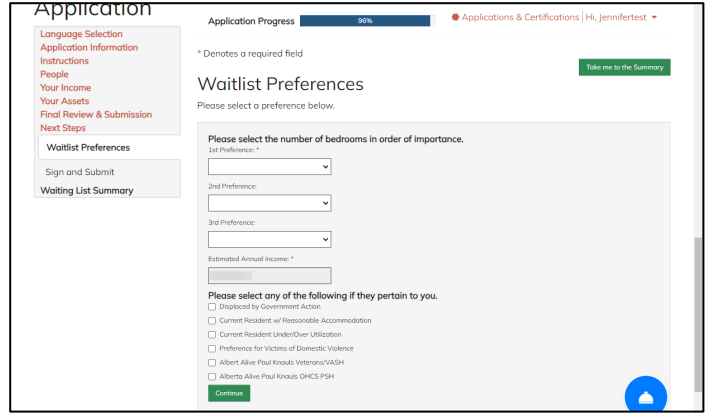 Application
Language Selection
Application Information
Instructions
People
Your Income
Your Assets
Final Review & Submission
Next Steps
Waitlist Preferences
Sign and Submit
Waiting List Summary
Application Progress 96%
Applications & Certifications | Hi, Jennifertest
* Denotes a required field
Take me to the Summary
Waitlist Preferences
Please select a preference below.
Please select the number of bedrooms in order of importance.
1st Preference: *
2nd Preference:
3rd Preference:
Estimated Annual Income: *
Please select any of the following if they pertain to you.
Displaced by Government Action
Current Resident w/ Reasonable Accommodation
Current Resident Under/Over Utilization
Preference for Victims of Domestic Violence
Albert Alive Paul Knauls Veterans/VASH
Alberta Alive Paul Knauls OHCS PSH
Continue